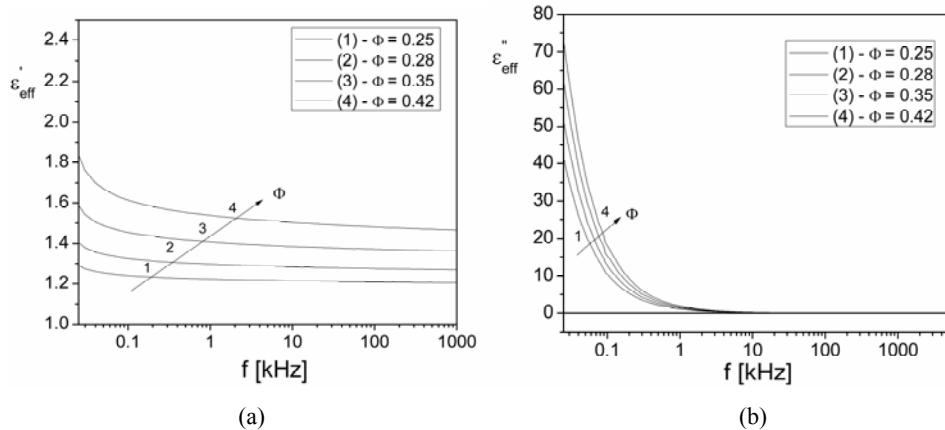 2.4
2.2
2.0
1.8
1.6
1.4
1.2
1.0
ε'eff
(1) - Φ = 0.25
(2) - Φ = 0.28
(3) - Φ = 0.35
(4) - Φ = 0.42
Φ
4
3
2
1
0.1 1 10 100 1000
f [kHz]
(a)
80
70
60
50
40
30
20
10
0
ε''eff
(1) - Φ = 0.25
(2) - Φ = 0.28
(3) - Φ = 0.35
(4) - Φ = 0.42
4
Φ
1
0.1 1 10 100 1000
f [kHz]
(b)